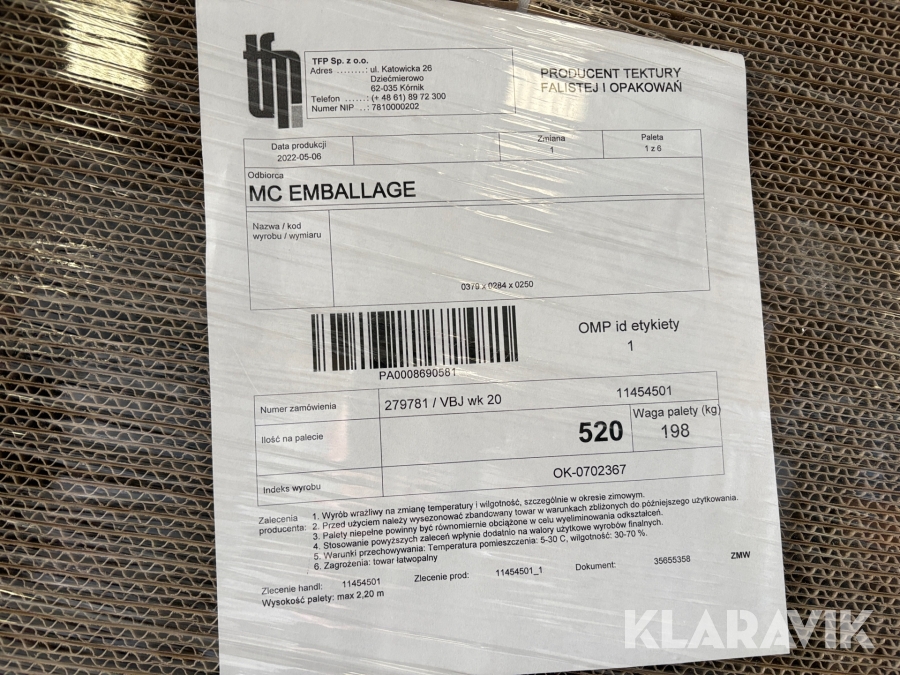 tfp
TFP Sp. z o.o.
Adres ........: ul. Katowicka 26
Dziećmierowo
62-035 Kórnik
Telefon ......: (+ 48 61) 89 72 300
Numer NIP ...: 7810000202
PRODUCENT TEKTURY
FALISTEJ I OPAKOWAŃ
Data produkcji
2022-05-06
Zmiana
1
Paleta
1 z 6
Odbiorca
MC EMBALLAGE
Nazwa / kod
wyrobu / wymiaru
0379 x 0284 x 0250
PA0008690581
OMP id etykiety
1
Numer zamówienia
279781 / VBJ wk 20
11454501
Ilość na palecie
520
Waga palety (kg)
198
Indeks wyrobu
OK-0702367
Zalecenia
producenta:
1. Wyrób wrażliwy na zmianę temperatury i wilgotność, szczególnie w okresie zimowym.
2. Przed użyciem należy wysezonować zbandowany towar w warunkach zbliżonych do późniejszego użytkowania.
3. Palety niepełne powinny być równomiernie obciążone w celu wyeliminowania odkształceń.
4. Stosowanie powyższych zaleceń wpłynie dodatnio na walory użytkowe wyrobów finalnych.
5. Warunki przechowywania: Temperatura pomieszczenia: 5-30 C, wilgotność: 30-70 %.
6. Zagrożenia: towar łatwopalny
Zlecenie handl: 11454501
Zlecenie prod: 11454501_1
Dokument: 35655358
ZMW
Wysokość palety: max 2,20 m
KLARAVIK